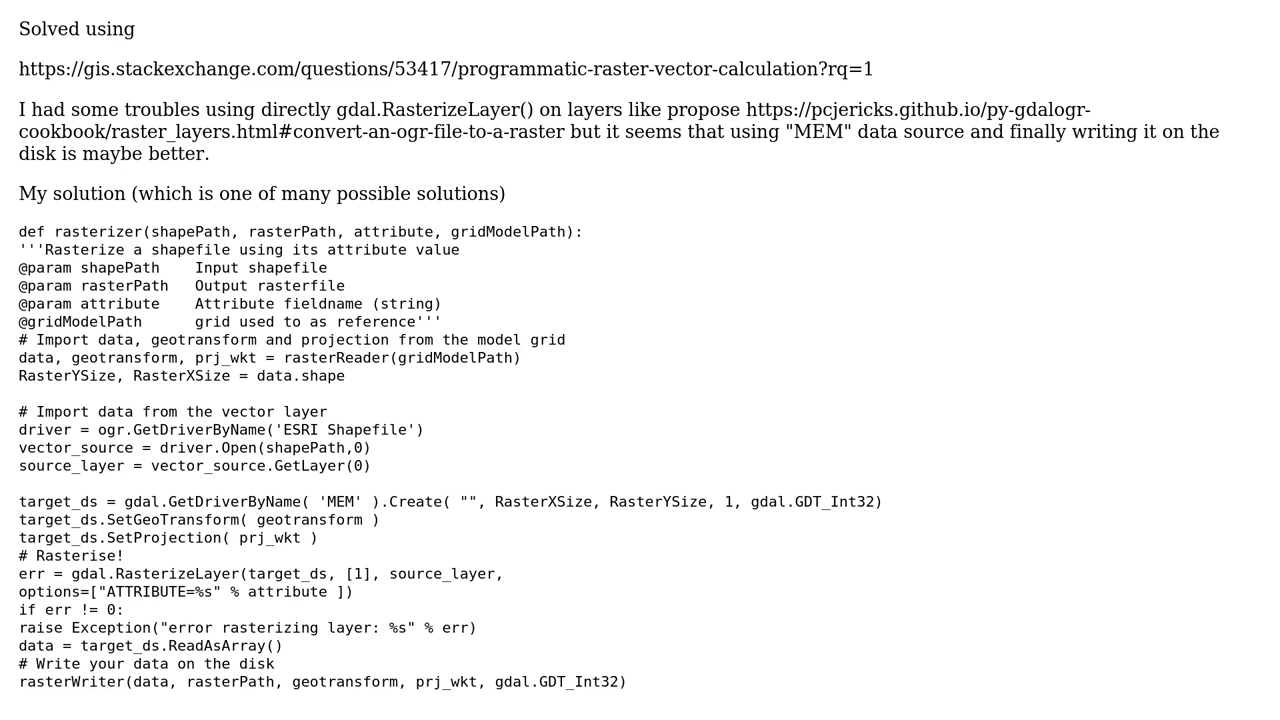 Solved using
https://gis.stackexchange.com/questions/53417/programmatic-raster-vector-calculation?rq=1
I had some troubles using directly gdal.RasterizeLayer() on layers like propose https://pcjericks.github.io/py-gdalogr-
cookbook/raster_layers.html#convert-an-ogr-file-to-a-raster but it seems that using "MEM" data source and finally writing it on the
disk is maybe better.
My solution (which is one of many possible solutions)
def rasterizer(shapePath, rasterPath, attribute, gridModelPath):
'''Rasterize a shapefile using its attribute value
@param shapePath    Input shapefile
@param rasterPath   Output rasterfile
@param attribute    Attribute fieldname (string)
@gridModelPath      grid used to as reference'''
# Import data, geotransform and projection from the model grid
data, geotransform, prj_wkt = rasterReader(gridModelPath)
RasterYSize, RasterXSize = data.shape

# Import data from the vector layer
driver = ogr.GetDriverByName('ESRI Shapefile')
vector_source = driver.Open(shapePath,0)
source_layer = vector_source.GetLayer(0)

target_ds = gdal.GetDriverByName( 'MEM' ).Create( "", RasterXSize, RasterYSize, 1, gdal.GDT_Int32)
target_ds.SetGeoTransform( geotransform )
target_ds.SetProjection( prj_wkt )
# Rasterise!
err = gdal.RasterizeLayer(target_ds, [1], source_layer,
options=["ATTRIBUTE=%s" % attribute ])
if err != 0:
raise Exception("error rasterizing layer: %s" % err)
data = target_ds.ReadAsArray()
# Write your data on the disk
rasterWriter(data, rasterPath, geotransform, prj_wkt, gdal.GDT_Int32)